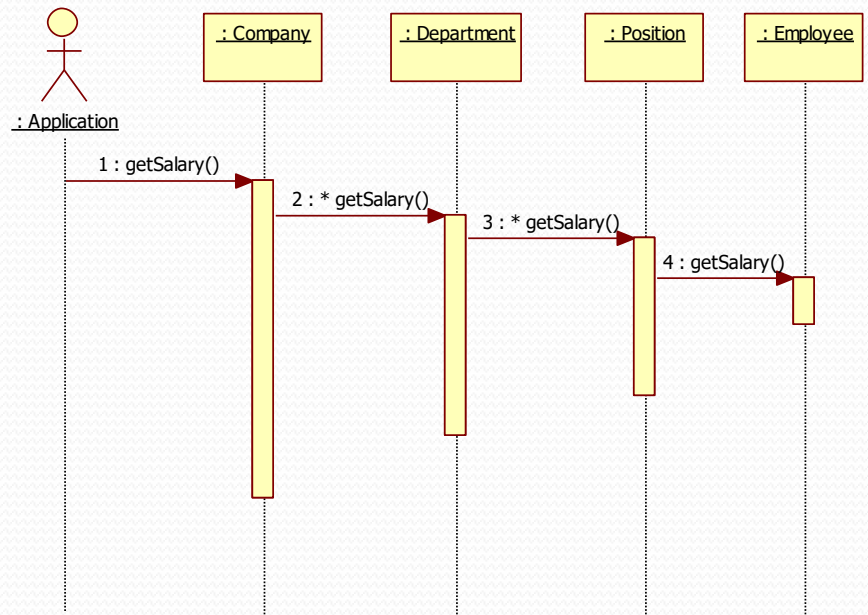 : Company
: Department
: Position
: Employee
: Application
1 : getSalary()
2 : * getSalary()
3 : * getSalary()
4 : getSalary()